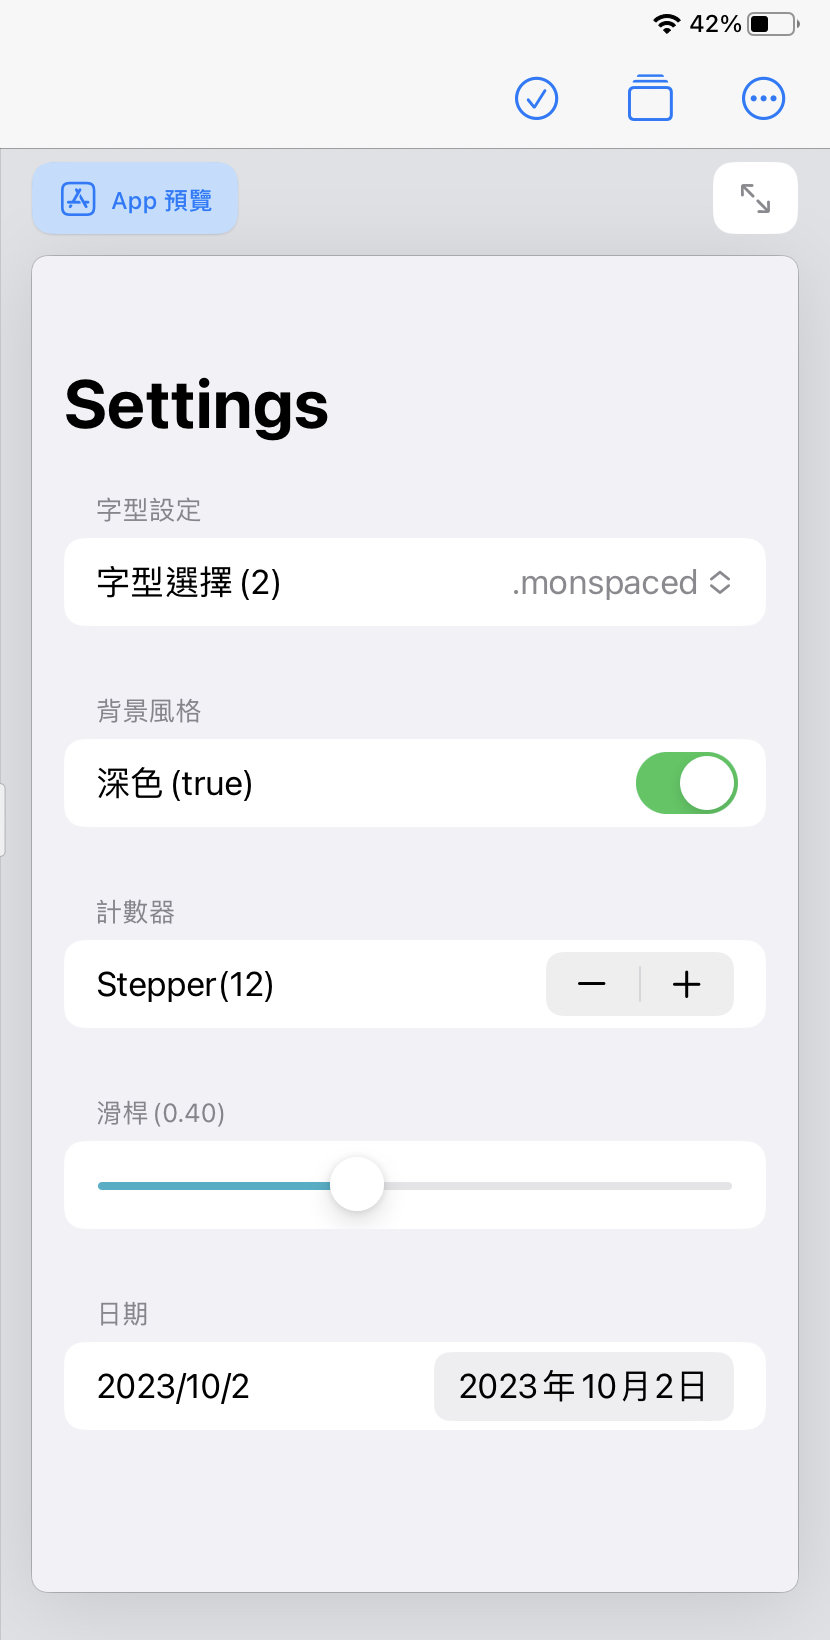 42%
App 預覽
Settings
字型設定
字型選擇 (2) .monspaced
背景風格
深色 (true)
計數器
Stepper(12)
滑桿 (0.40)
日期
2023/10/2 2023年10月2日